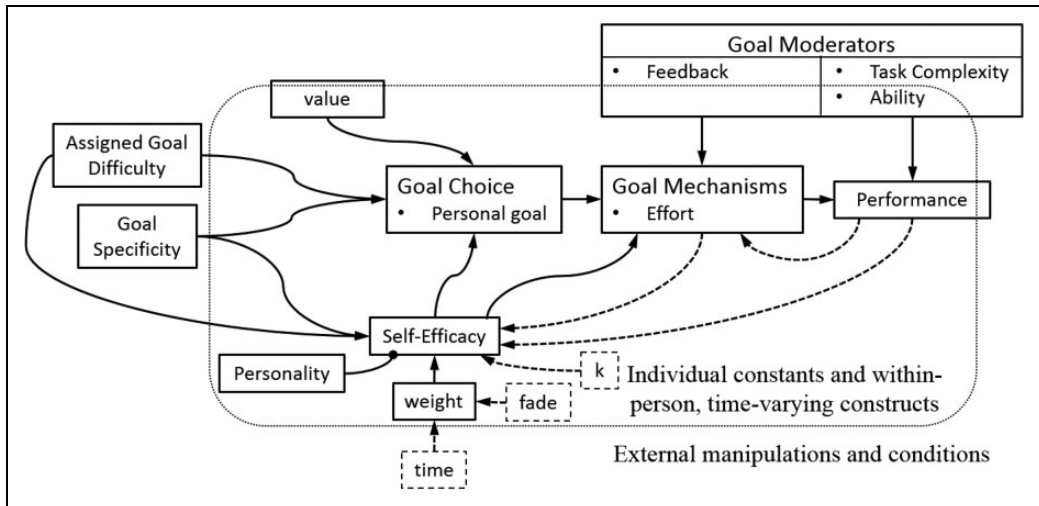 Goal Moderators
• Feedback
• Task Complexity
• Ability
value
Assigned Goal
Difficulty
Goal Choice
• Personal goal
Goal Mechanisms
• Effort
Performance
Goal
Specificity
Self-Efficacy
Personality
k
Individual constants and within-
person, time-varying constructs
weight
fade
External manipulations and conditions
time